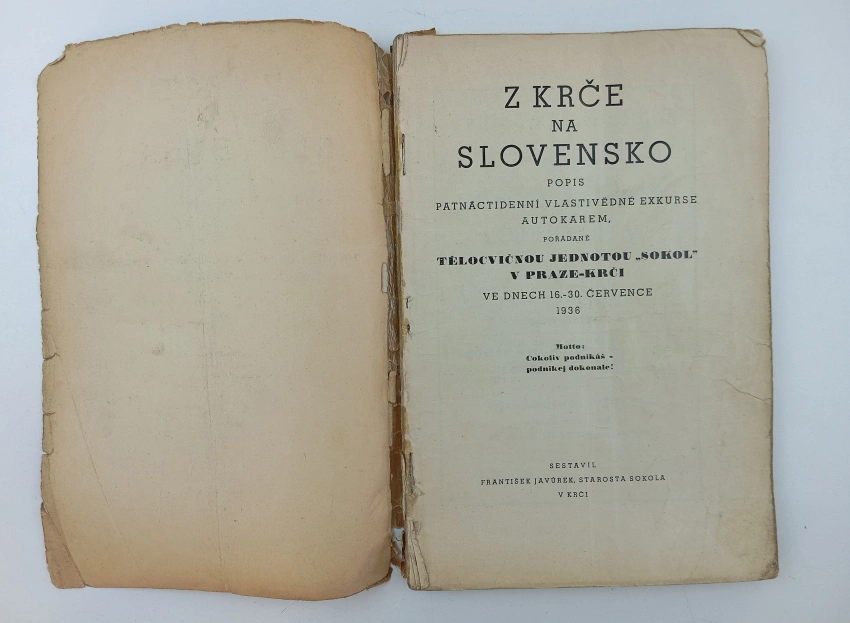 Z KRČE
NA
SLOVENSKO
POPIS
PATNÁCTIDENNÍ VLASTIVĚDNÉ EXKURSE
AUTOKAREM,
POŘÁDANÉ
TĚLOCVIČNOU JEDNOTOU „SOKOL"
V PRAZE-KRČI
VE DNECH 16.-30. ČERVENCE
1936
Motto:
Cokoliv podnikáš –
podnikej dokonale!
SESTAVIL
FRANTIŠEK JAVŮREK, STAROSTA SOKOLA
V KRČI